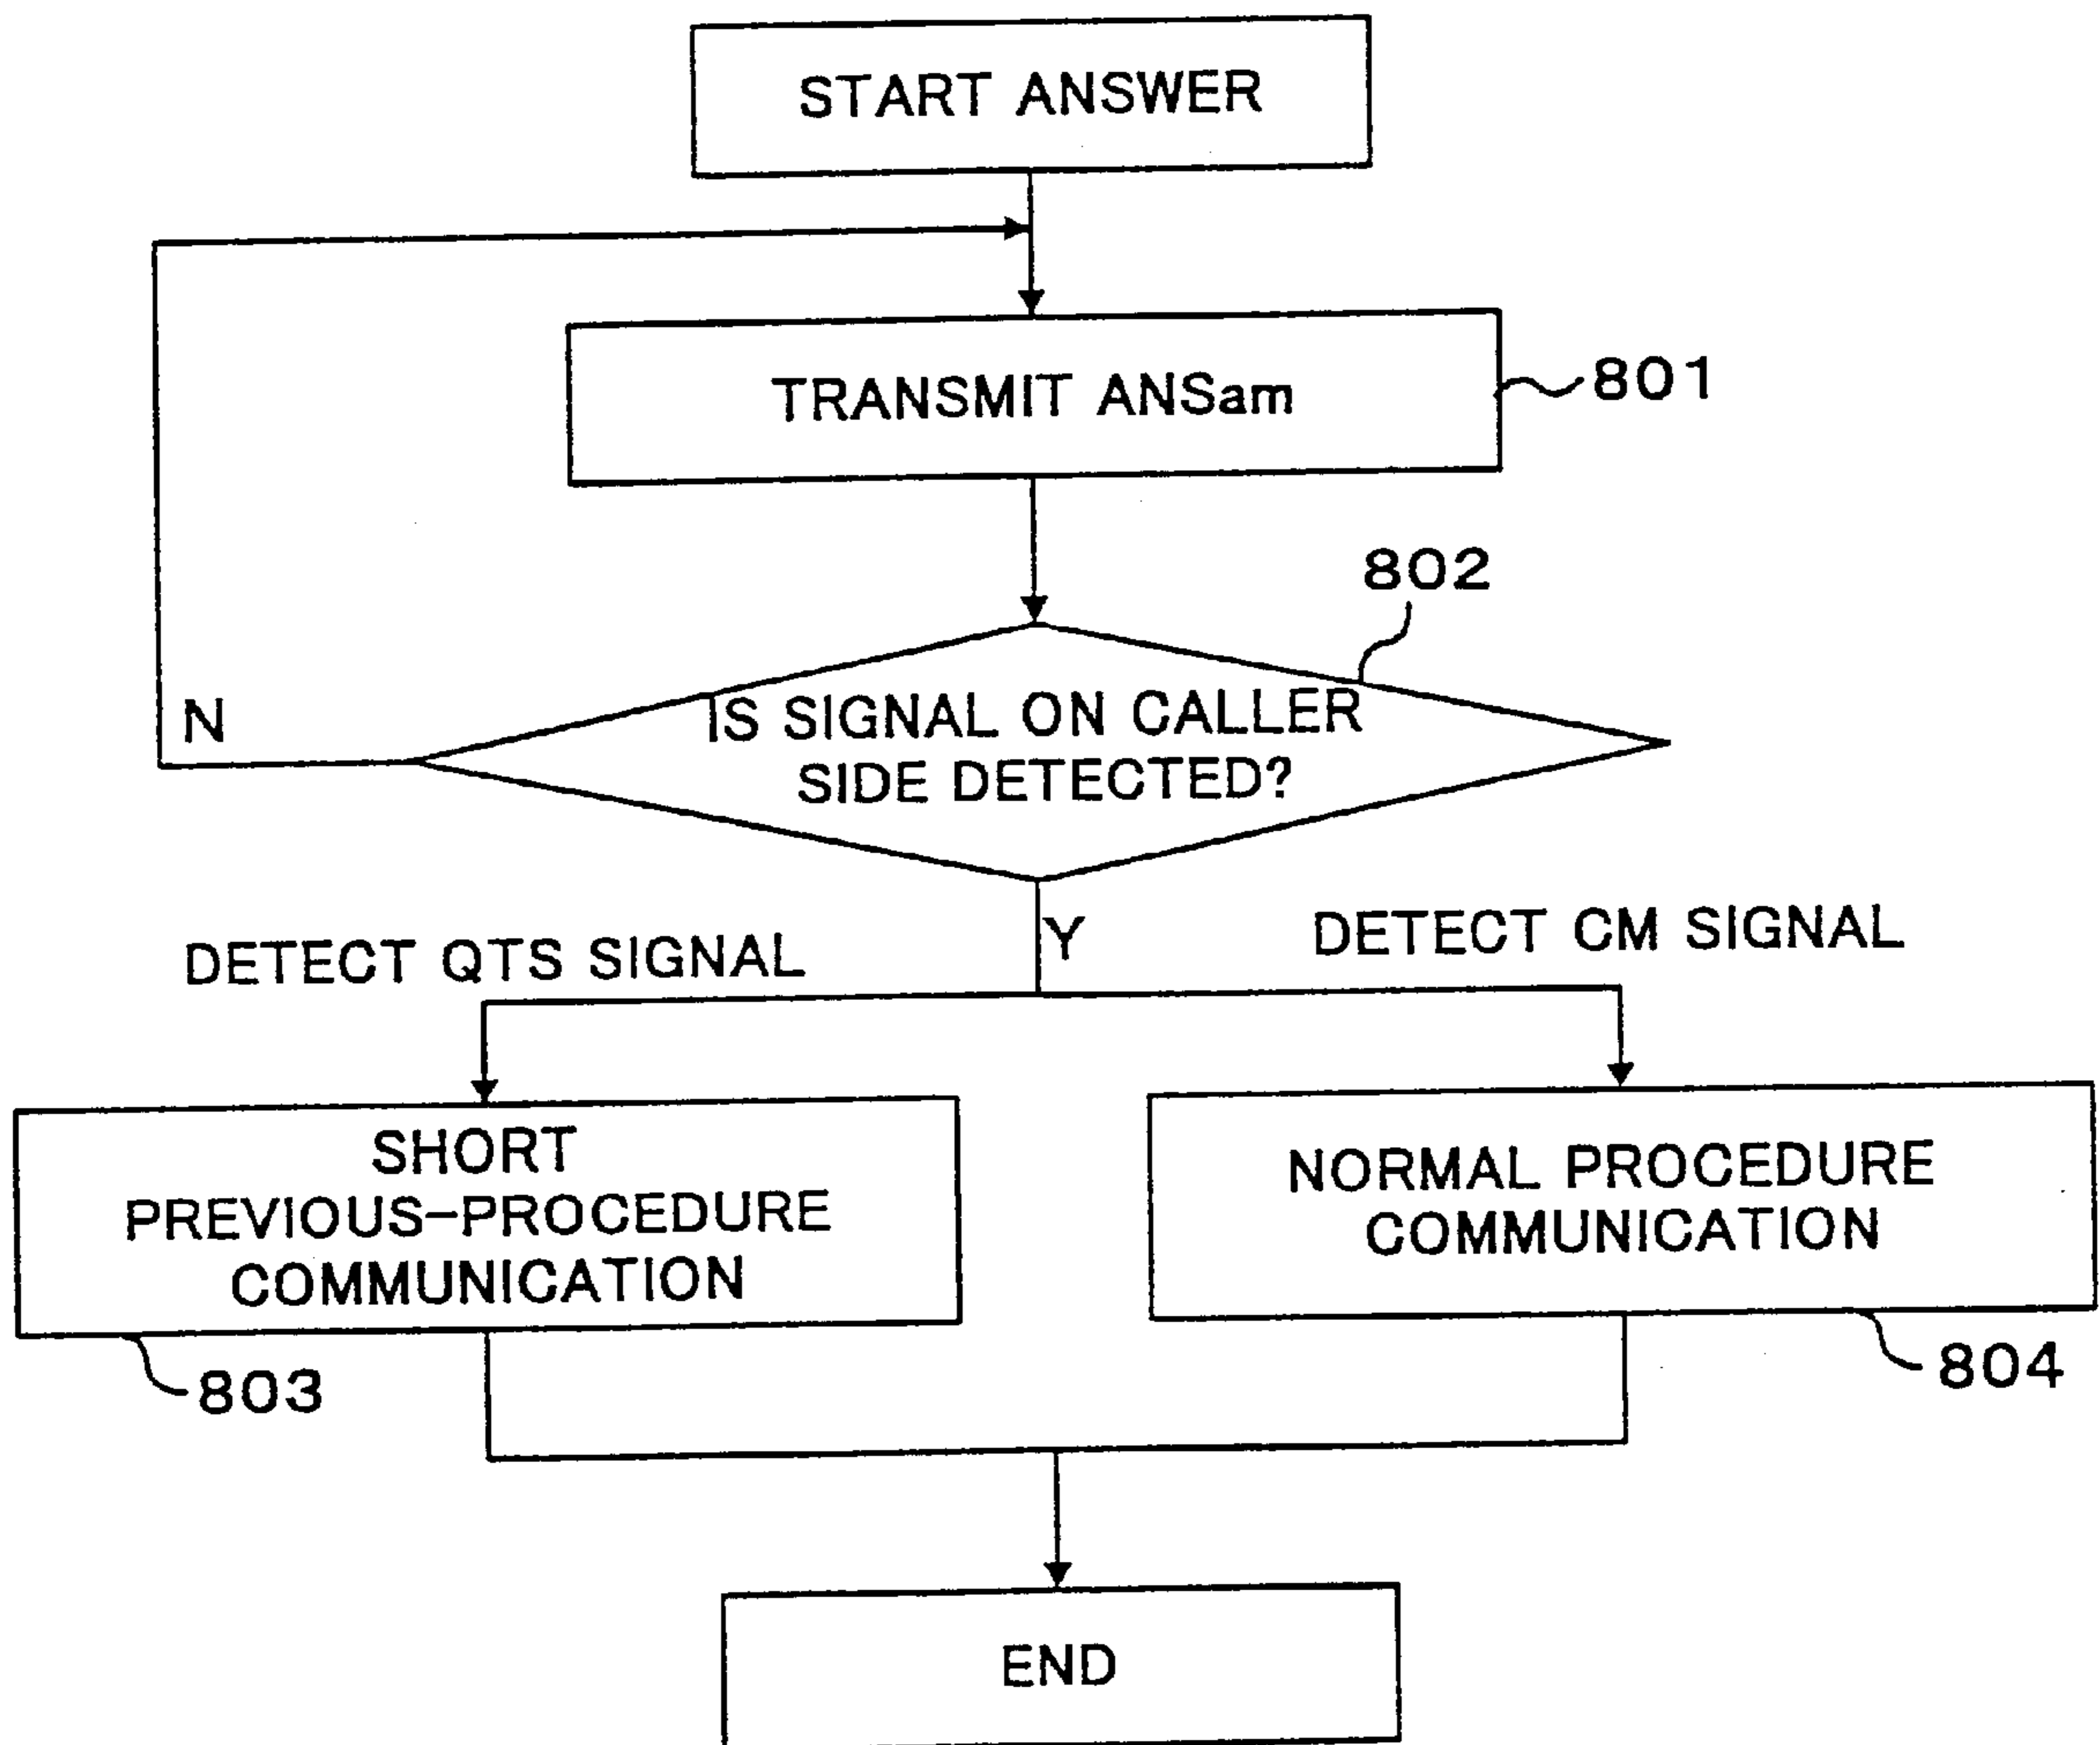 START ANSWER
TRANSMIT ANSam
801
802
IS SIGNAL ON CALLER
SIDE DETECTED?
N
Y
DETECT QTS SIGNAL
DETECT CM SIGNAL
SHORT
PREVIOUS-PROCEDURE
COMMUNICATION
NORMAL PROCEDURE
COMMUNICATION
803
804
END